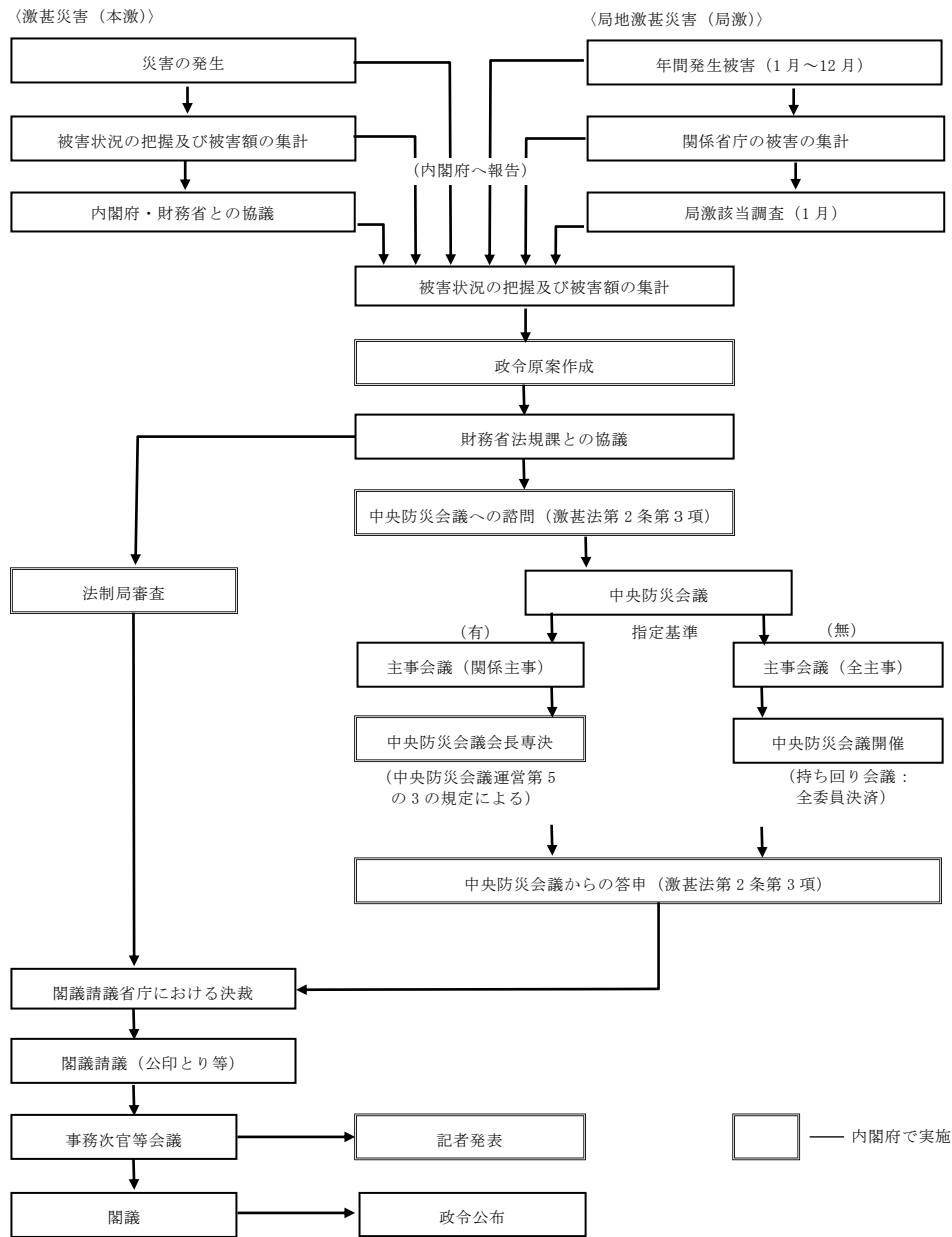 〈激甚災害（本激）〉
〈局地激甚災害（局激）〉
災害の発生
年間発生被害（1月～12月）
被害状況の把握及び被害額の集計
関係省庁の被害の集計
（内閣府へ報告）
内閣府・財務省との協議
局激該当調査（1月）
被害状況の把握及び被害額の集計
政令原案作成
財務省法規課との協議
中央防災会議への諮問（激甚法第2条第3項）
法制局審査
中央防災会議
（有）
指定基準
（無）
主事会議（関係主事）
主事会議（全主事）
中央防災会議会長専決
中央防災会議開催
（中央防災会議運営第5
の3の規定による）
（持ち回り会議：
全委員決済）
中央防災会議からの答申（激甚法第2条第3項）
閣議請議省庁における決裁
閣議請議（公印とり等）
事務次官等会議
記者発表
内閣府で実施
閣議
政令公布